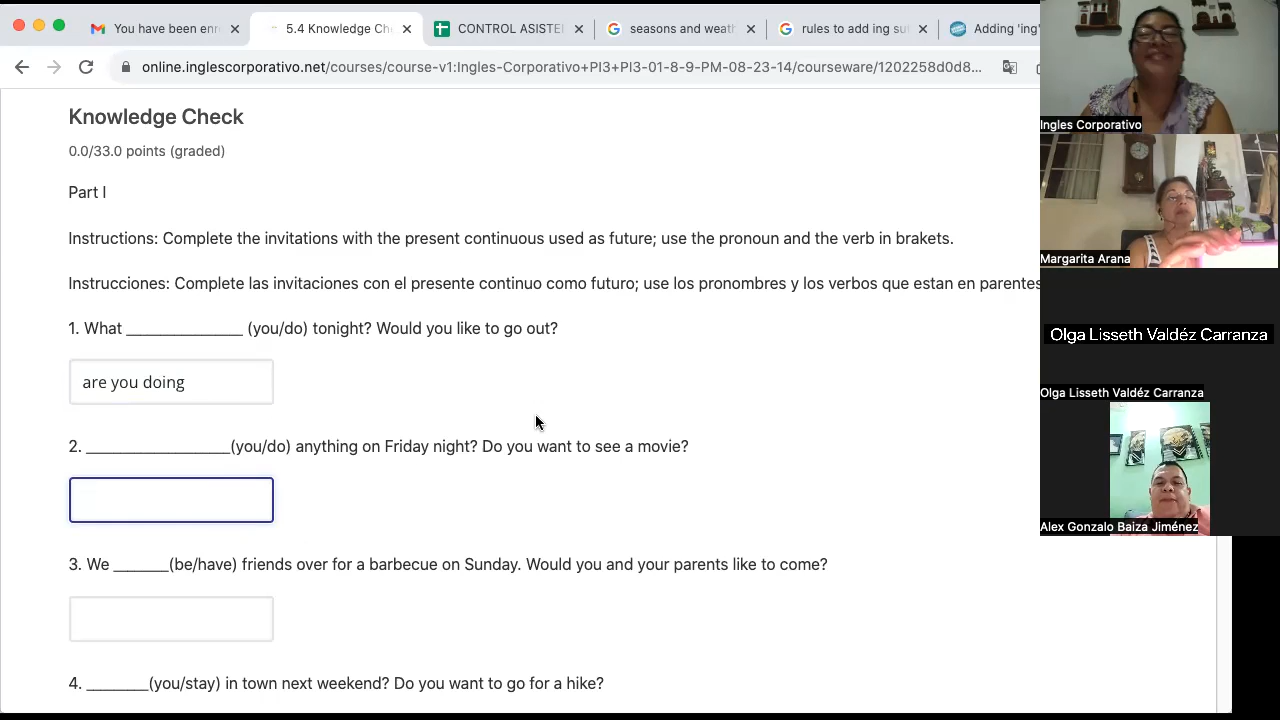 You have been enr
5.4 Knowledge Ch
CONTROL ASISTE
seasons and weath
rules to add ing su
Adding 'ing'
online.inglescorporativo.net/courses/course-v1:Ingles-Corporativo+PI3+PI3-01-8-9-PM-08-23-14/courseware/1202258d0d8...
Knowledge Check
0.0/33.0 points (graded)
Part I
Instructions: Complete the invitations with the present continuous used as future; use the pronoun and the verb in brakets.
Instrucciones: Complete las invitaciones con el presente continuo como futuro; use los pronombres y los verbos que estan en parentes
1. What ________________ (you/do) tonight? Would you like to go out?
are you doing
2. ____________________(you/do) anything on Friday night? Do you want to see a movie?
3. We _______(be/have) friends over for a barbecue on Sunday. Would you and your parents like to come?
4. ________(you/stay) in town next weekend? Do you want to go for a hike?
Ingles Corporativo
Margarita Arana
Olga Lisseth Valdéz Carranza
Olga Lisseth Valdéz Carranza
Alex Gonzalo Baiza Jiménez